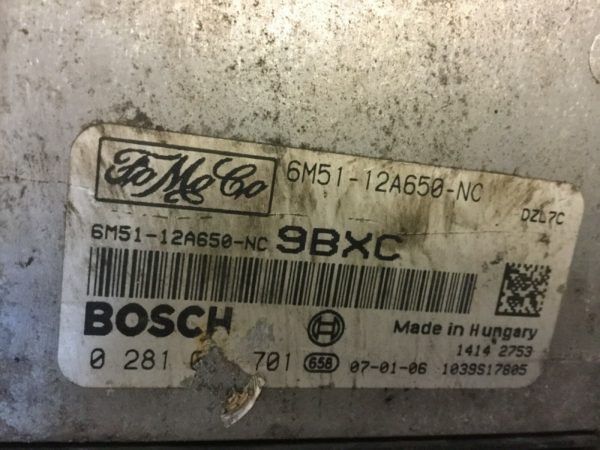 FoMoCo 6M51-12A650-NC
DZL7C
6M51-12A650-NC 9BXC
BOSCH
Made in Hungary
1414 2753
0 281 701 658 07-01-06 1039S17805